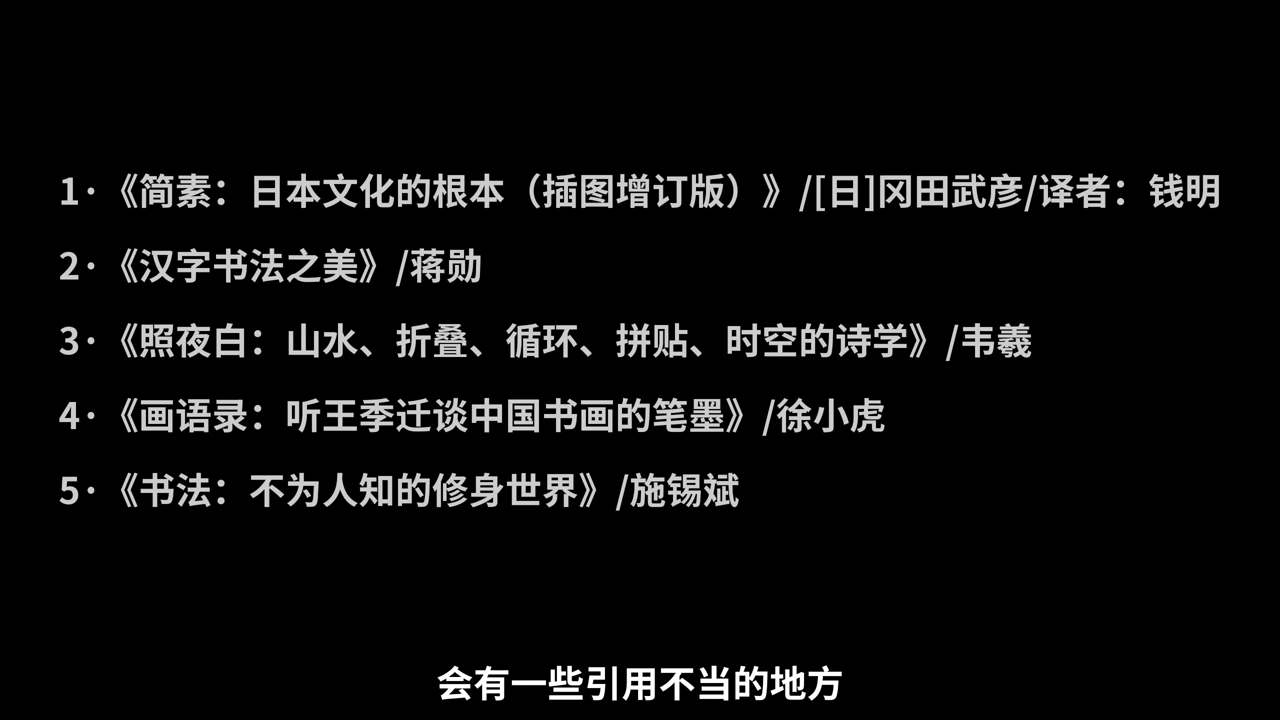 1·《简素：日本文化的根本（插图增订版）》/[日]冈田武彦/译者：钱明
2·《汉字书法之美》/蒋勋
3·《照夜白：山水、折叠、循环、拼贴、时空的诗学》/韦羲
4·《画语录：听王季迁谈中国书画的笔墨》/徐小虎
5·《书法：不为人知的修身世界》/施锡斌
会有一些引用不当的地方